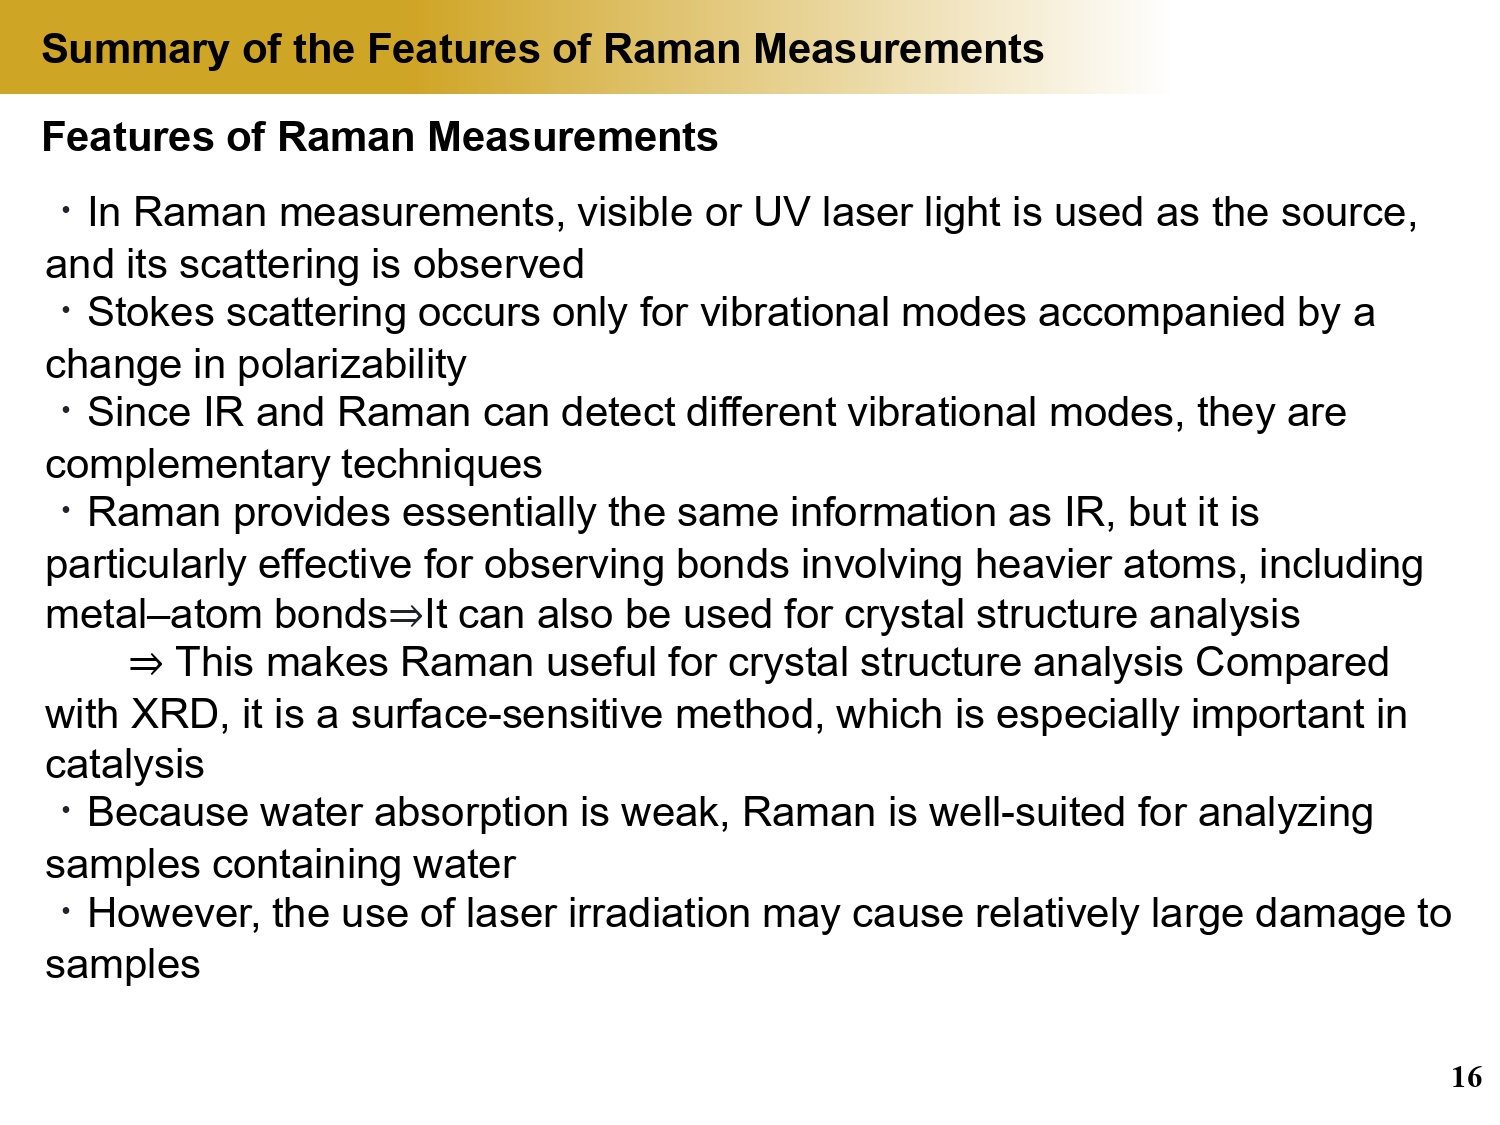 Summary of the Features of Raman Measurements
Features of Raman Measurements
・In Raman measurements, visible or UV laser light is used as the source,
and its scattering is observed
・Stokes scattering occurs only for vibrational modes accompanied by a
change in polarizability
・Since IR and Raman can detect different vibrational modes, they are
complementary techniques
・Raman provides essentially the same information as IR, but it is
particularly effective for observing bonds involving heavier atoms, including
metal–atom bonds⇒It can also be used for crystal structure analysis
⇒ This makes Raman useful for crystal structure analysis Compared
with XRD, it is a surface-sensitive method, which is especially important in
catalysis
・Because water absorption is weak, Raman is well-suited for analyzing
samples containing water
・However, the use of laser irradiation may cause relatively large damage to
samples
16